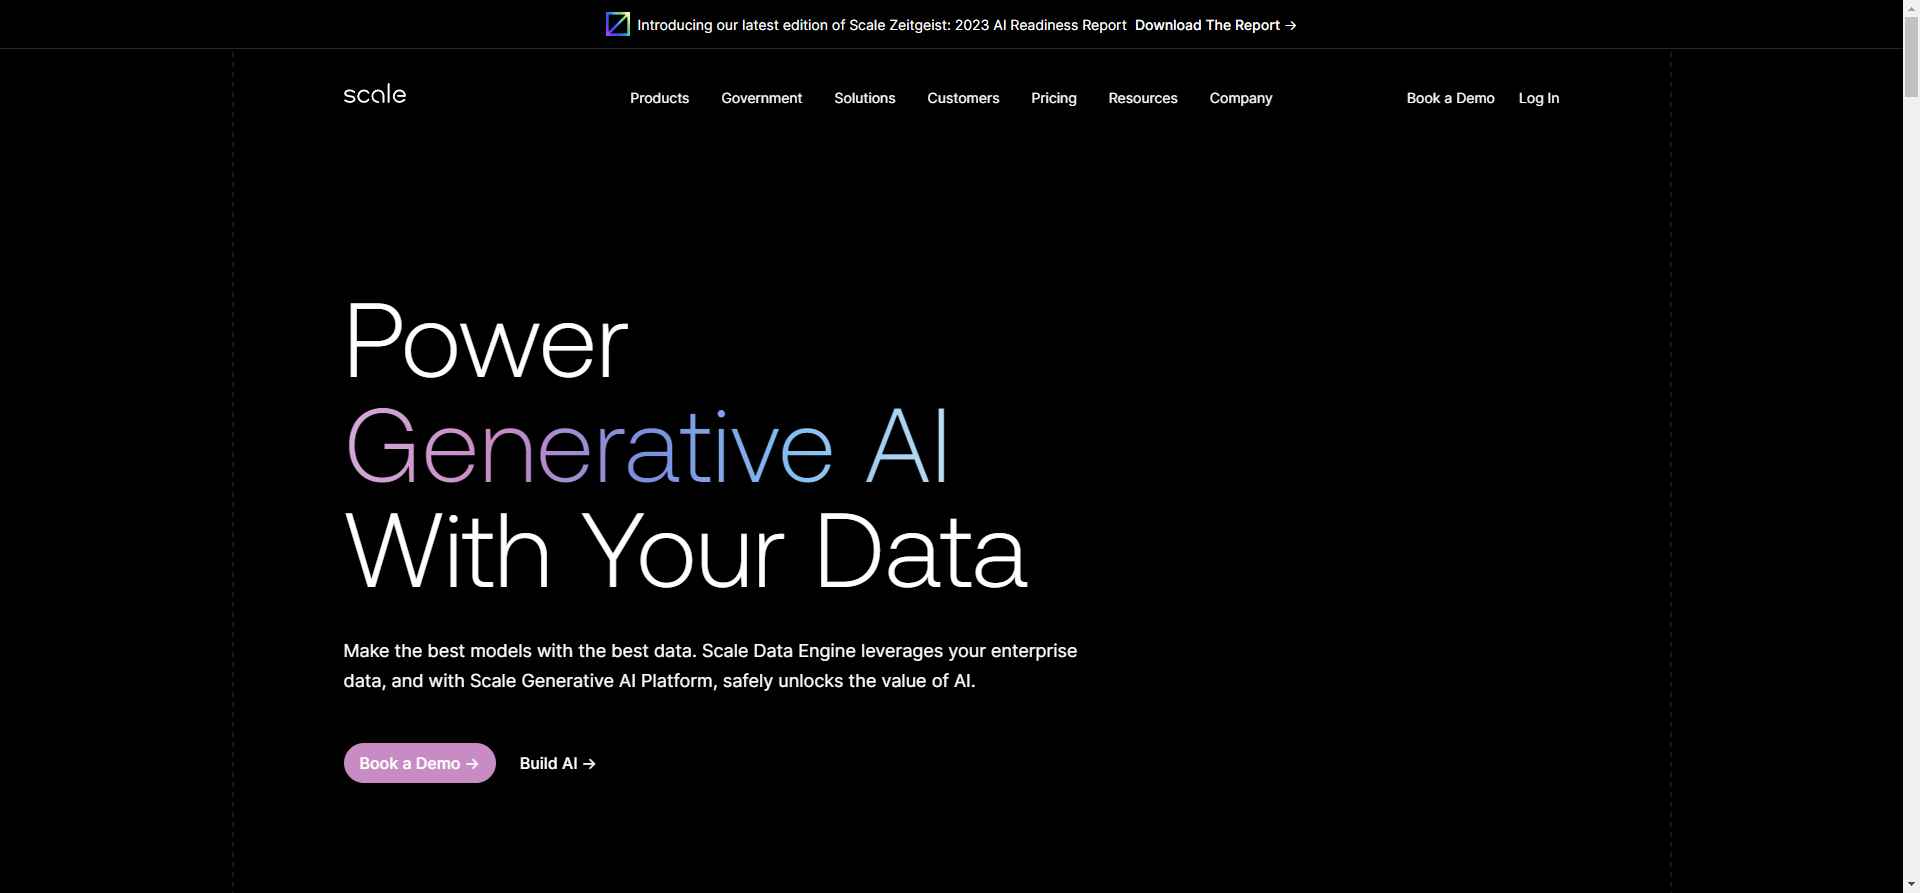 Introducing our latest edition of Scale Zeitgeist: 2023 AI Readiness Report Download The Report →
scale
Products Government Solutions Customers Pricing Resources Company Book a Demo Log In
Power
Generative AI
With Your Data
Make the best models with the best data. Scale Data Engine leverages your enterprise
data, and with Scale Generative AI Platform, safely unlocks the value of AI.
Book a Demo → Build AI →